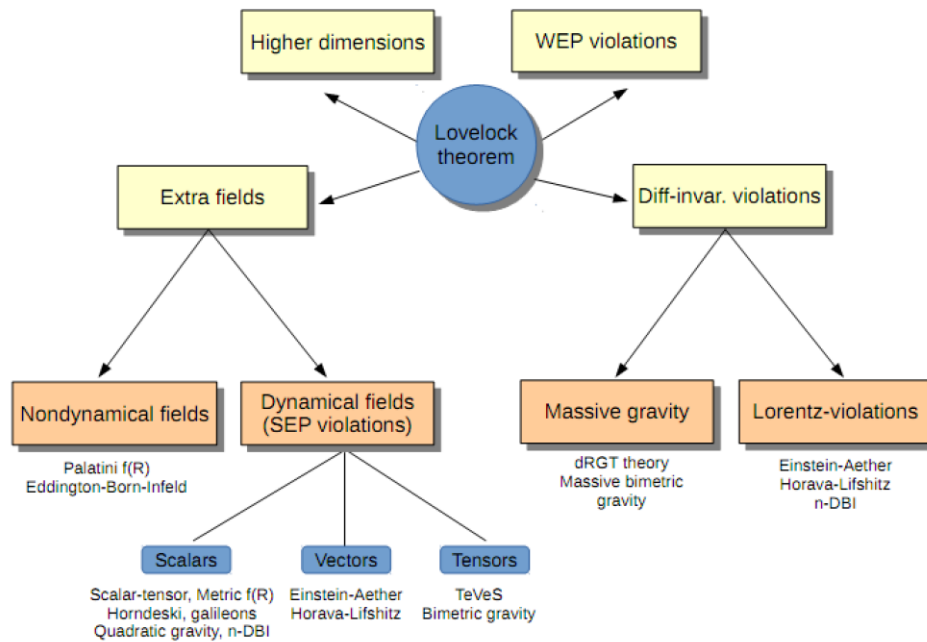 Higher dimensions
WEP violations
Lovelock
theorem
Extra fields
Diff-invar. violations
Nondynamical fields
Dynamical fields
(SEP violations)
Massive gravity
Lorentz-violations
Palatini f(R)
Eddington-Born-Infeld
dRGT theory
Massive bimetric
gravity
Einstein-Aether
Horava-Lifshitz
n-DBI
Scalars
Vectors
Tensors
Scalar-tensor, Metric f(R)
Horndeski, galileons
Quadratic gravity, n-DBI
Einstein-Aether
Horava-Lifshitz
TeVeS
Bimetric gravity